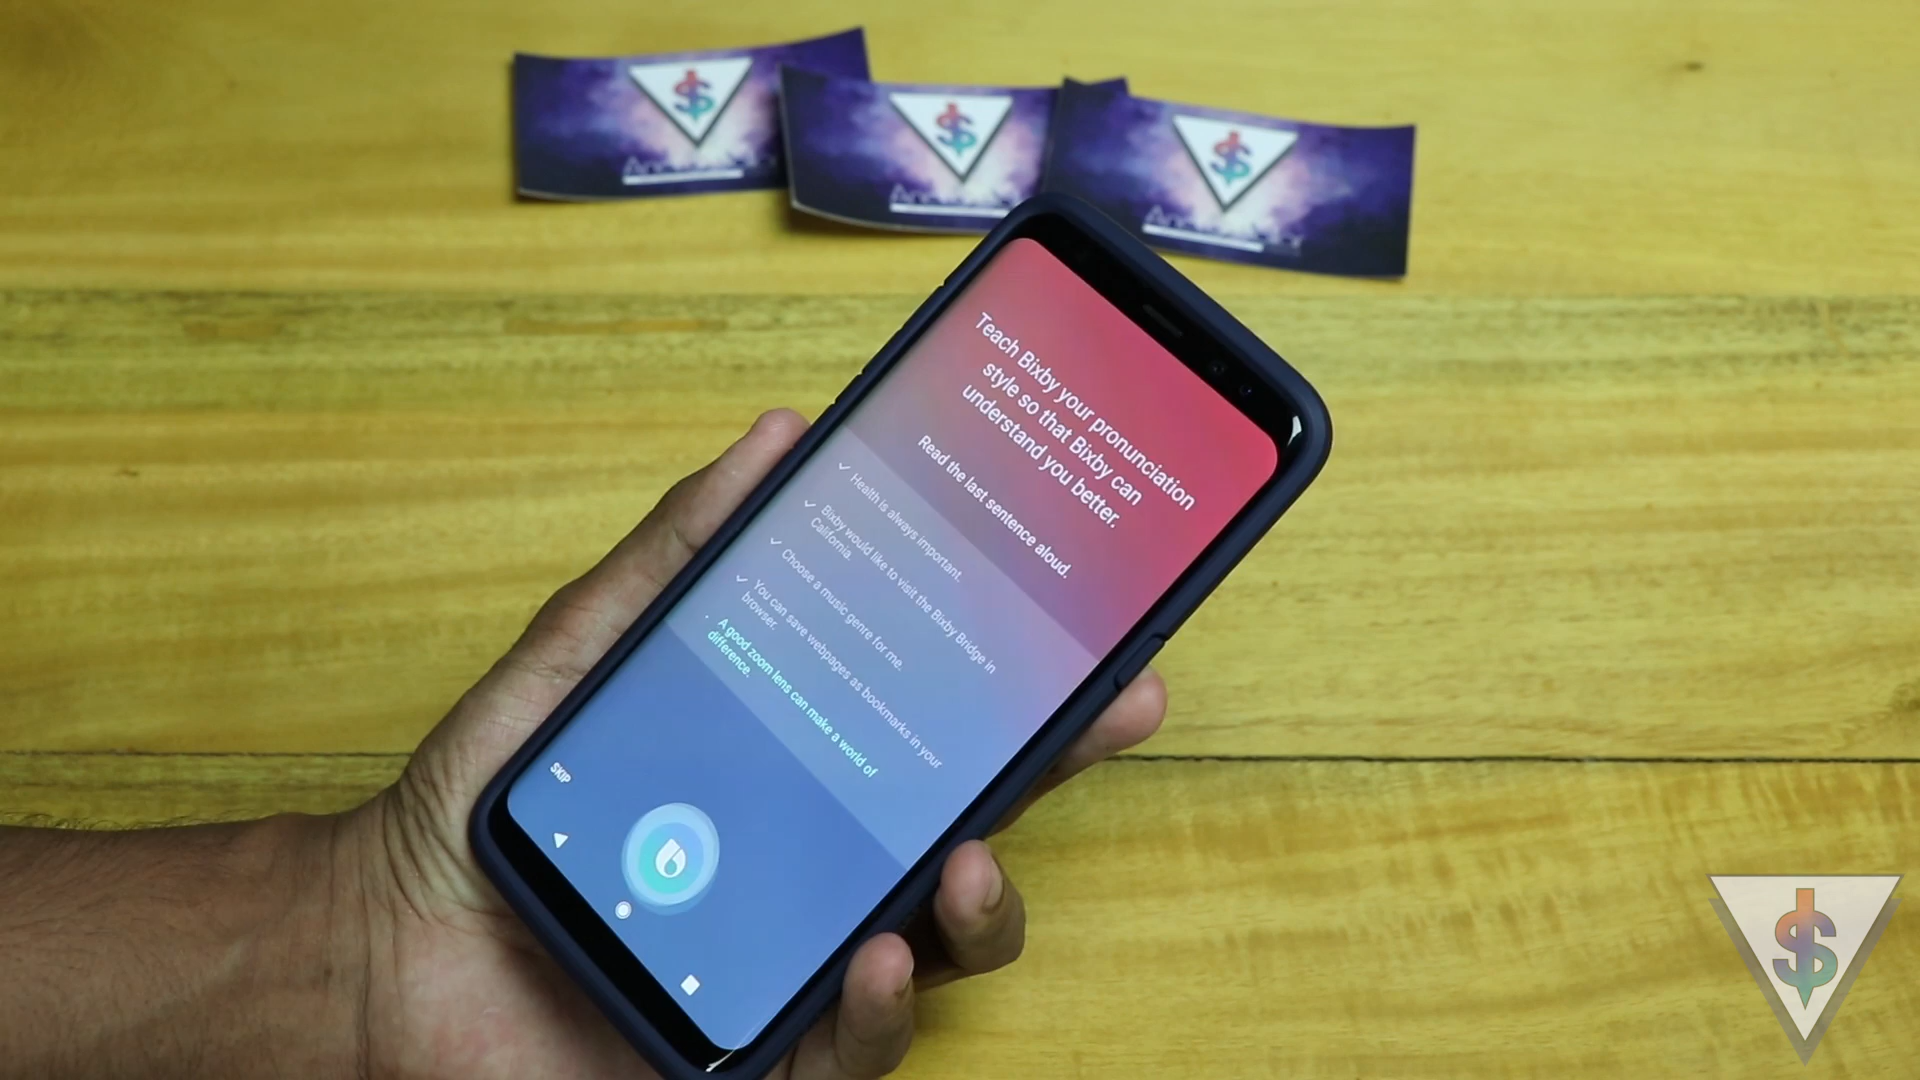 Teach Bixby your pronunciation
style so that Bixby can
understand you better.
Read the last sentence aloud.
Health is always important.
Bixby would like to visit the Bixby Bridge in
California.
Choose a music genre for me.
You can save webpages as bookmarks in your
browser.
A good zoom lens can make a world of
difference.
SKIP